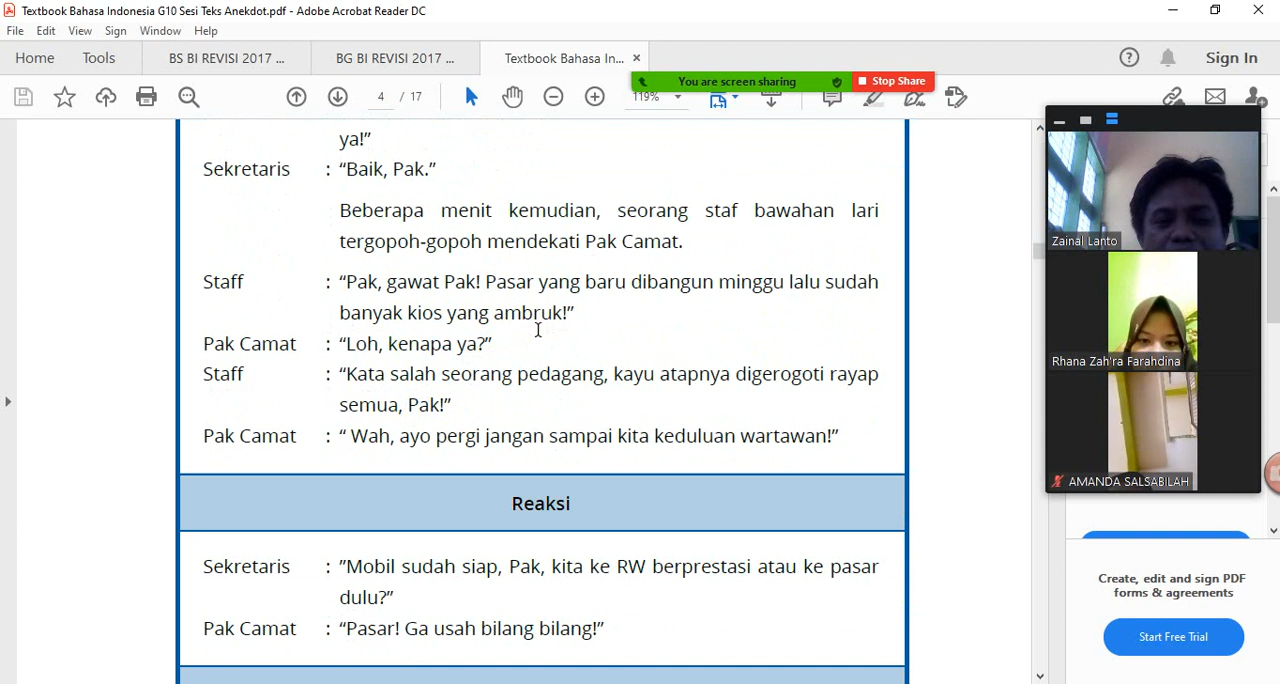 Textbook Bahasa Indonesia G10 Sesi Teks Anekdot.pdf - Adobe Acrobat Reader DC
File Edit View Sign Window Help
Home Tools BS BI REVISI 2017 ... BG BI REVISI 2017 ... Textbook Bahasa In... × Sign In
You are screen sharing Stop Share
4 / 17 119%
ya!”
Sekretaris : “Baik, Pak.”
Beberapa menit kemudian, seorang staf bawahan lari
tergopoh-gopoh mendekati Pak Camat.
Staff : “Pak, gawat Pak! Pasar yang baru dibangun minggu lalu sudah
banyak kios yang ambruk!”
Pak Camat : “Loh, kenapa ya?”
Staff : “Kata salah seorang pedagang, kayu atapnya digerogoti rayap
semua, Pak!”
Pak Camat : “ Wah, ayo pergi jangan sampai kita keduluan wartawan!”
Reaksi
Sekretaris : ”Mobil sudah siap, Pak, kita ke RW berprestasi atau ke pasar
dulu?”
Pak Camat : “Pasar! Ga usah bilang bilang!”
Zainal Lanto
Rhana Zah'ra Farahdina
AMANDA SALSABILAH
Create, edit and sign PDF
forms & agreements
Start Free Trial